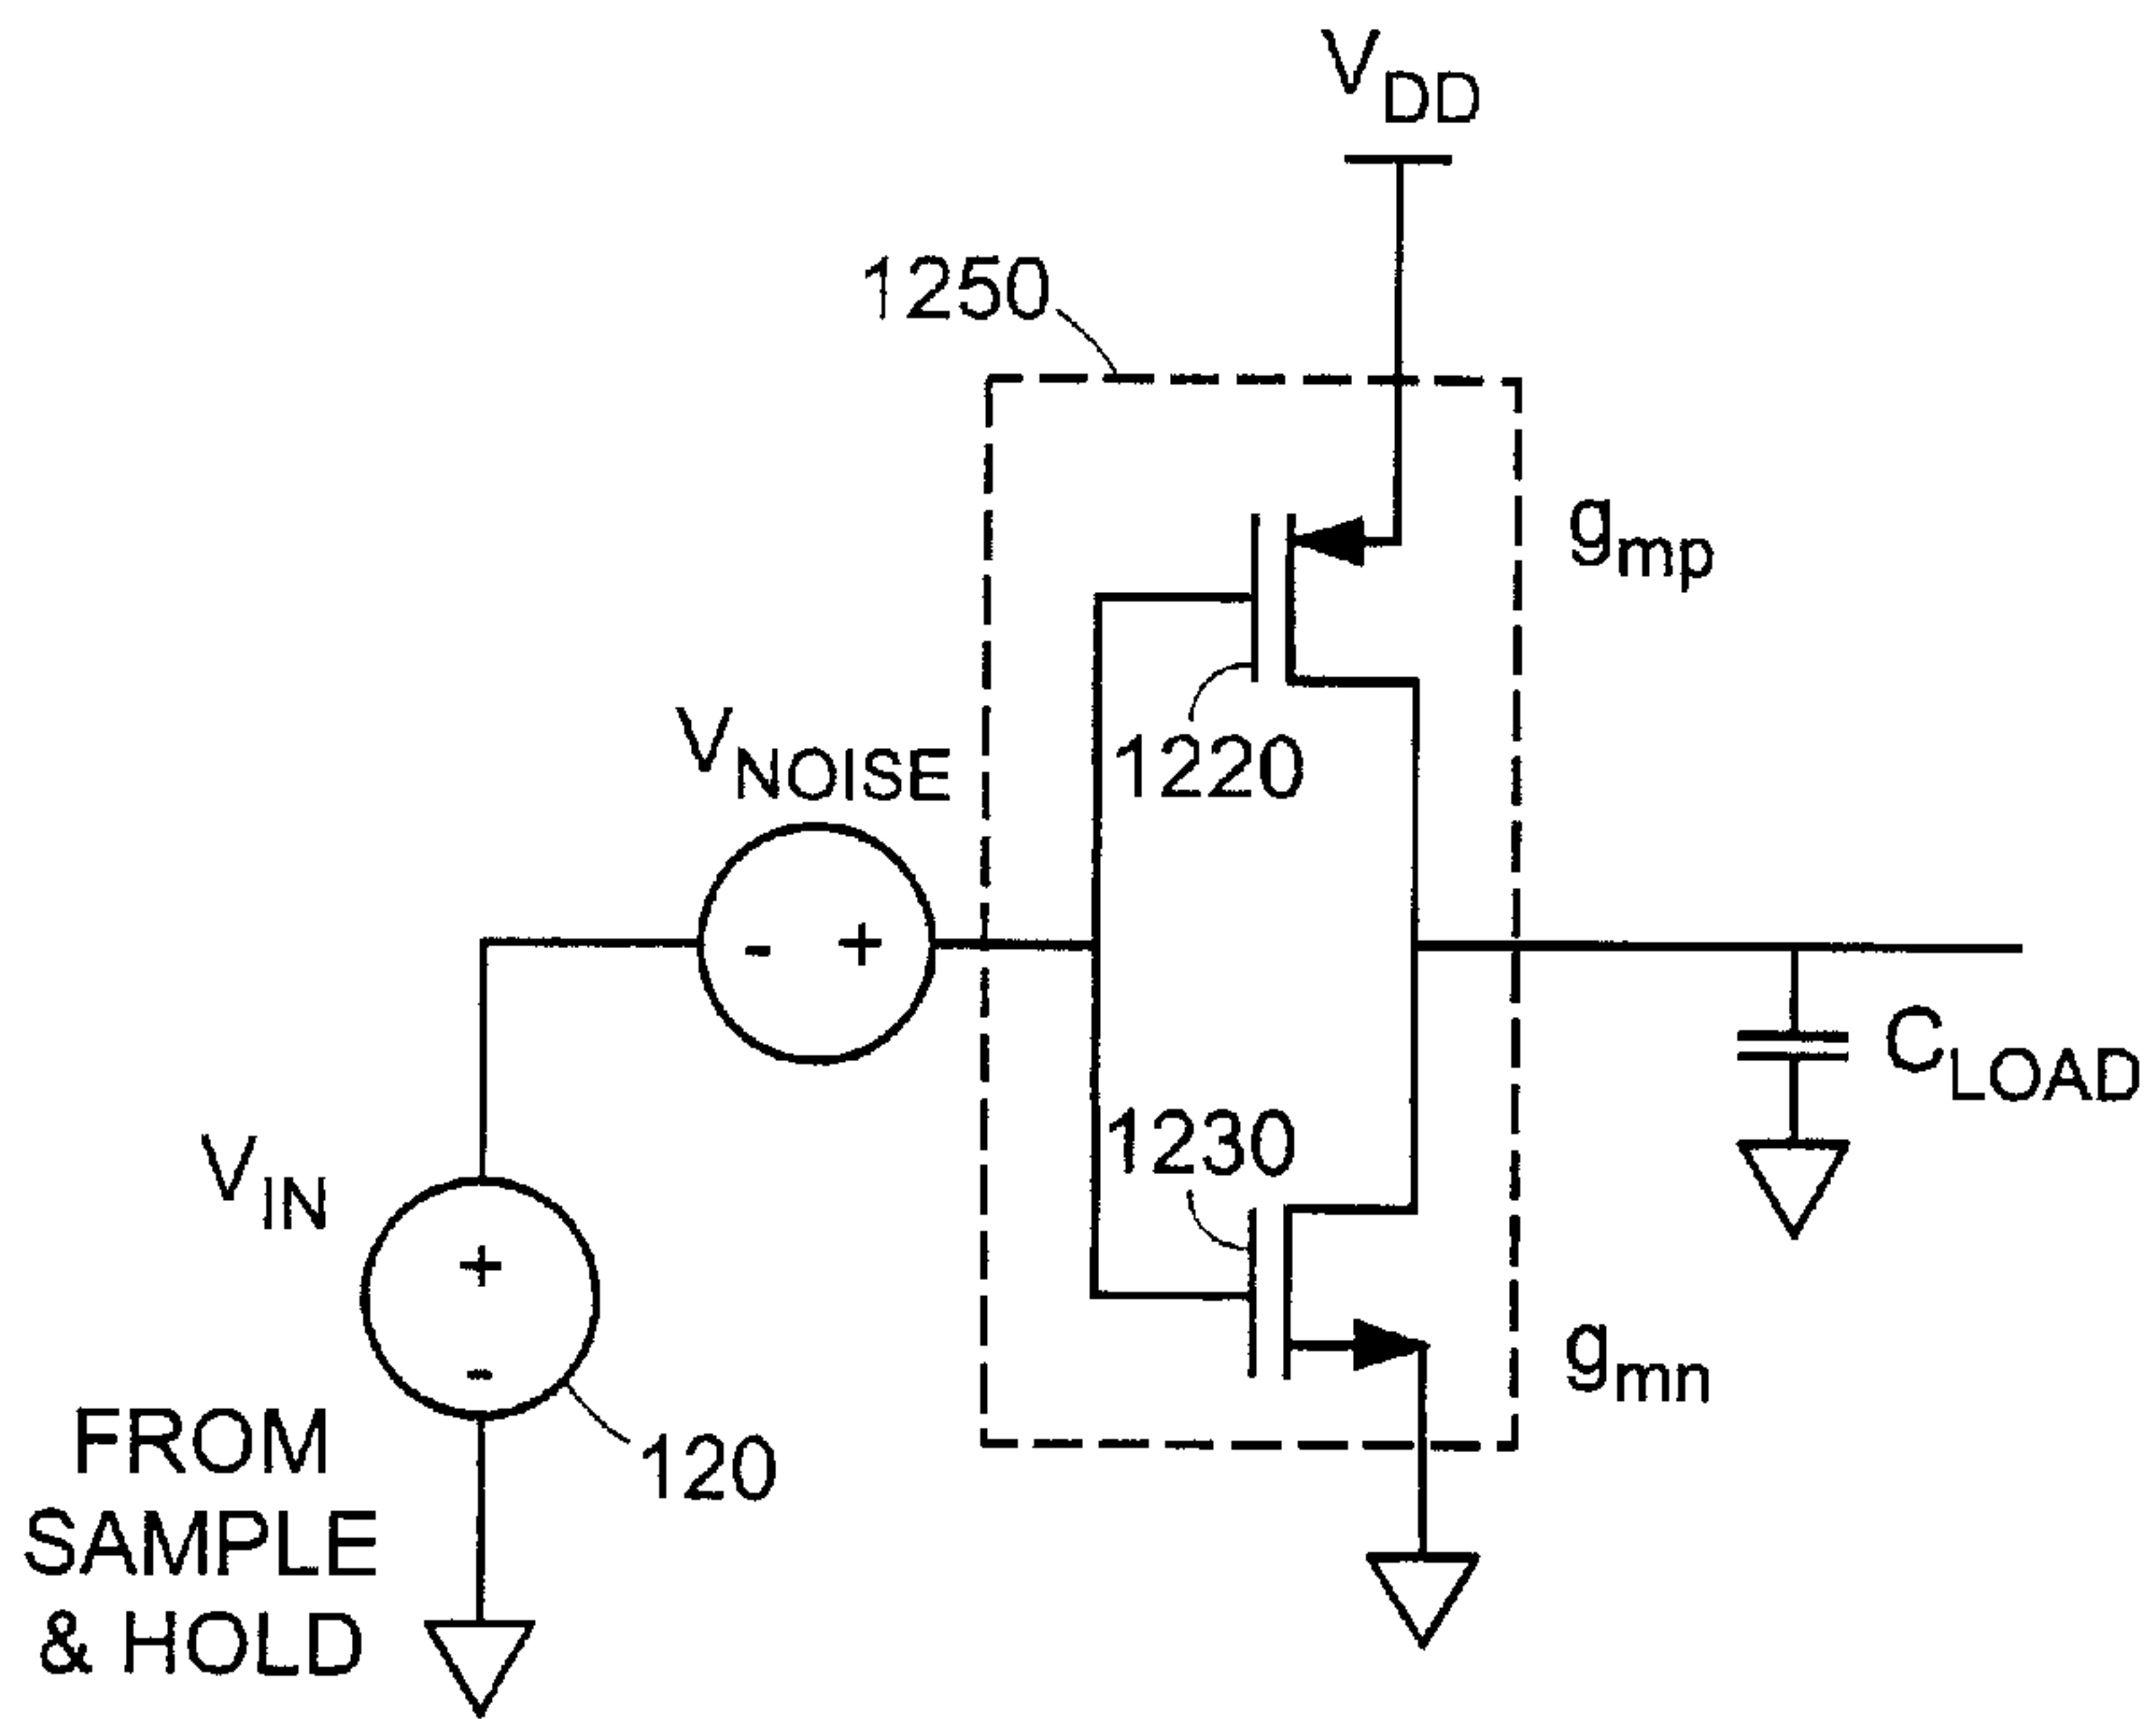 VDD
1250
gmp
VNOISE
1220
CLOAD
1230
VIN
gmn
120
FROM
SAMPLE
& HOLD